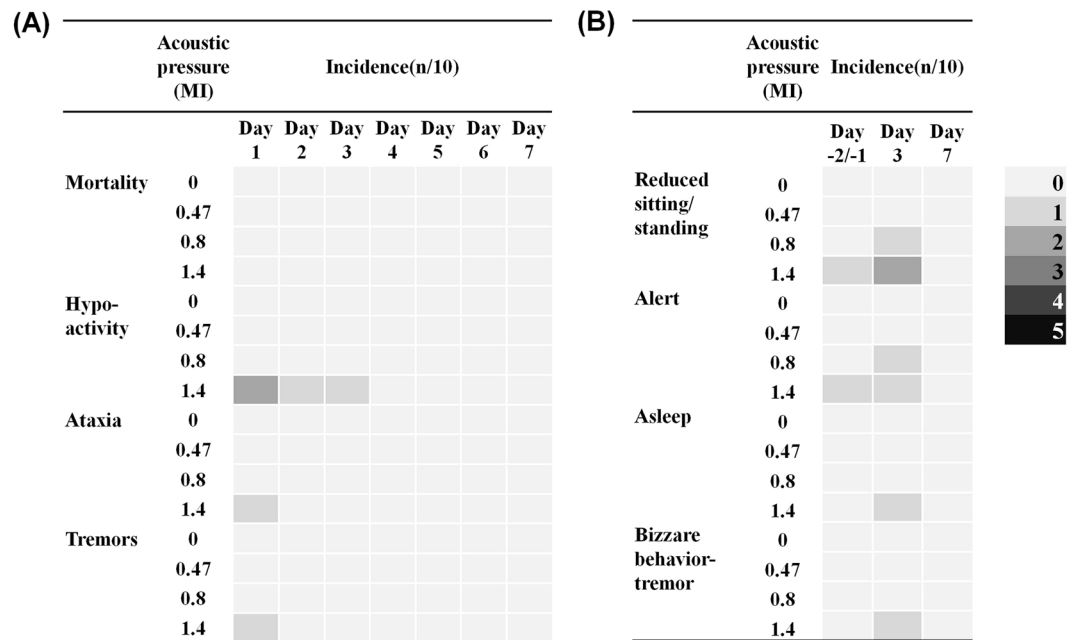 (A)
Acoustic
pressure
(MI)
Incidence(n/10)
Day Day Day Day Day Day Day
1 2 3 4 5 6 7
Mortality 0
0.47
0.8
1.4
Hypo-
activity
0
0.47
0.8
1.4
Ataxia 0
0.47
0.8
1.4
Tremors 0
0.47
0.8
1.4
(B)
Acoustic
pressure
(MI)
Incidence(n/10)
Day Day Day
-2/-1 3 7
Reduced
sitting/
standing
0
0.47
0.8
1.4
Alert 0
0.47
0.8
1.4
Asleep 0
0.47
0.8
1.4
Bizzare
behavior-
tremor
0
0.47
0.8
1.4
0
1
2
3
4
5